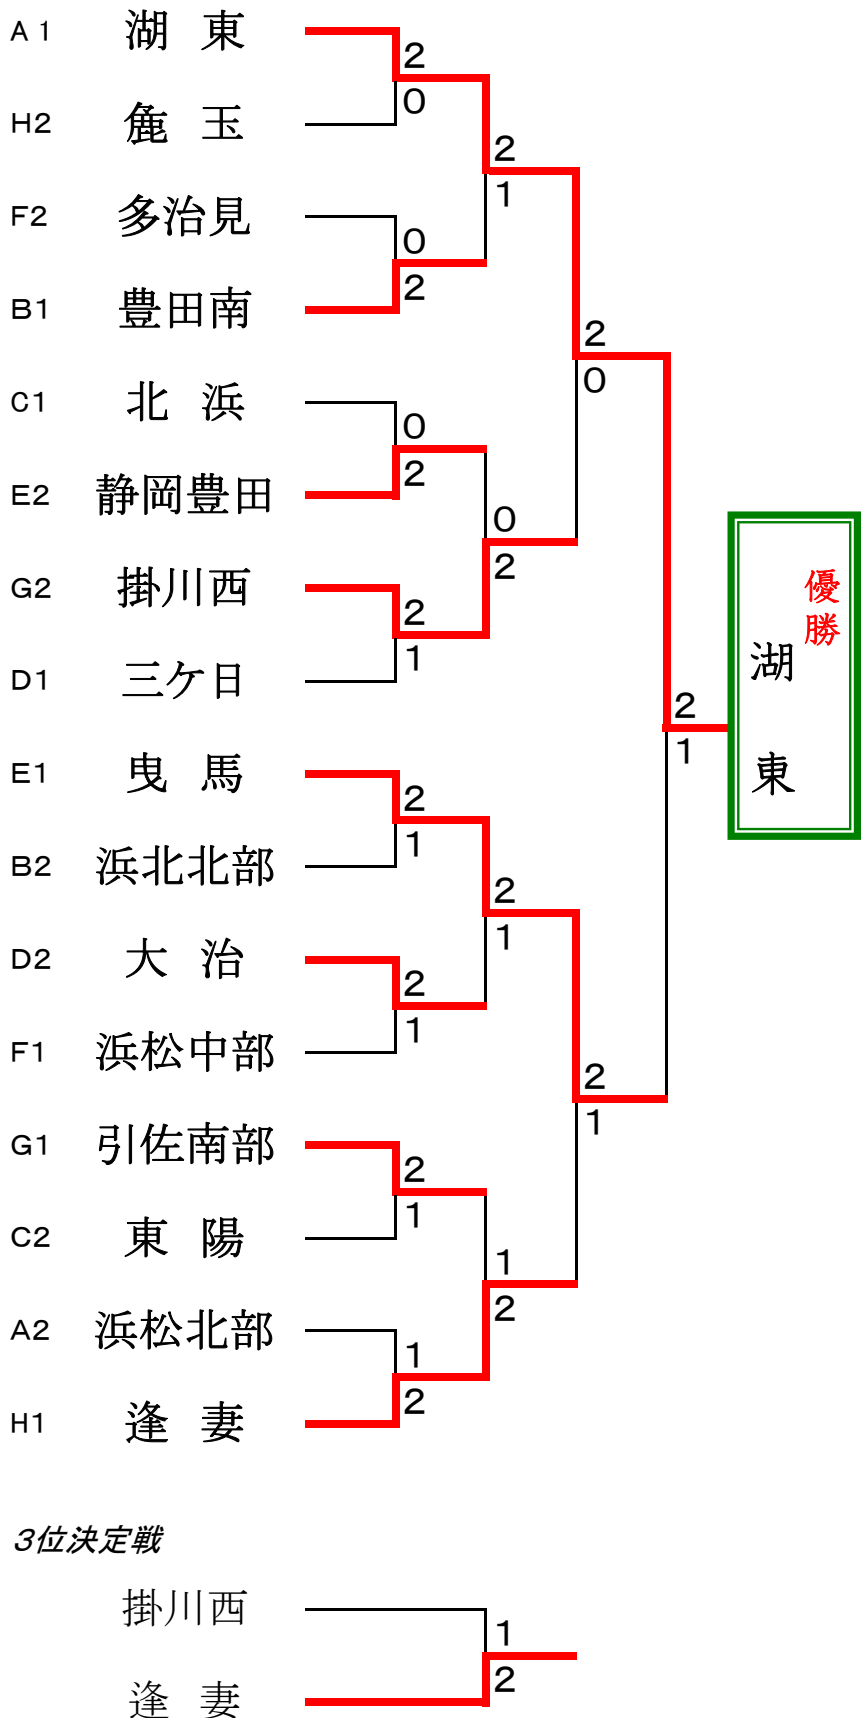 A1 湖 東
2
0
H2 麁 玉
2
1
F2 多治見
0
2
B1 豊田南
2
0
C1 北 浜
0
2
E2 静岡豊田
0
2
G2 掛川西
2
1
D1 三ケ日
優勝
湖 東
2
1
E1 曳 馬
2
1
B2 浜北北部
2
1
D2 大 治
2
1
F1 浜松中部
2
1
G1 引佐南部
2
1
C2 東 陽
1
2
A2 浜松北部
1
2
H1 逢 妻
3位決定戦
掛川西
1
2
逢 妻